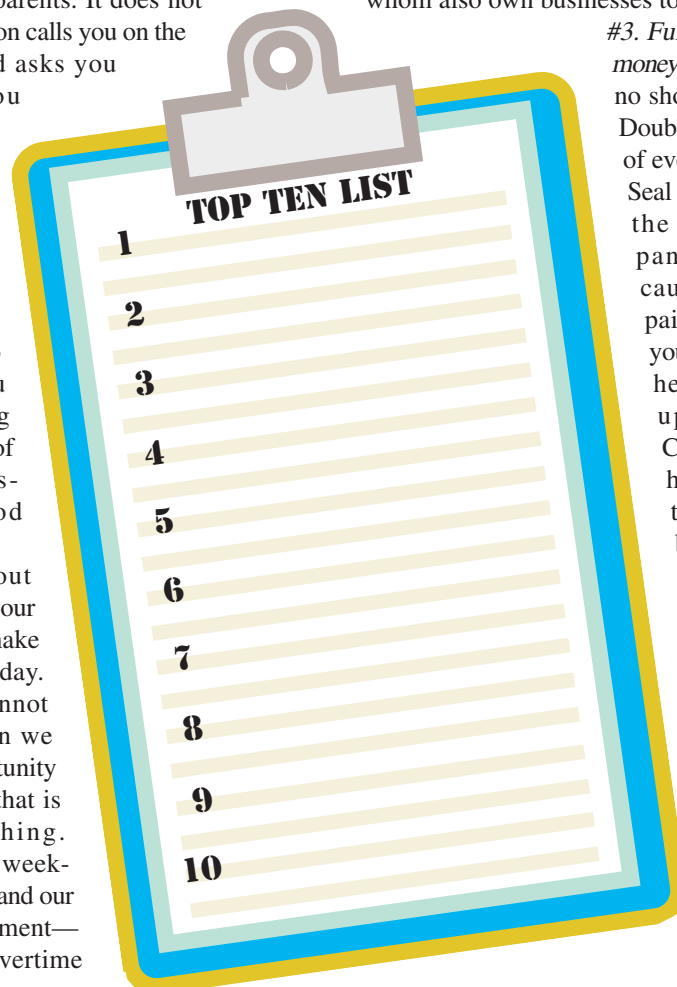 parents. It does not
on calls you on the
d asks you
ou
u
g
of
s-
od
out
our
nake
day.
nnot
n we
tunity
hat is
hing.
week-
and our
ment—
vertime
TOP TEN LIST
1
2
3
4
5
6
7
8
9
10
whom also own businesses to
#3. Fu
money
no sho
Doub
of eve
Seal
the
pan
cau
pai
you
he
up
C
h
t